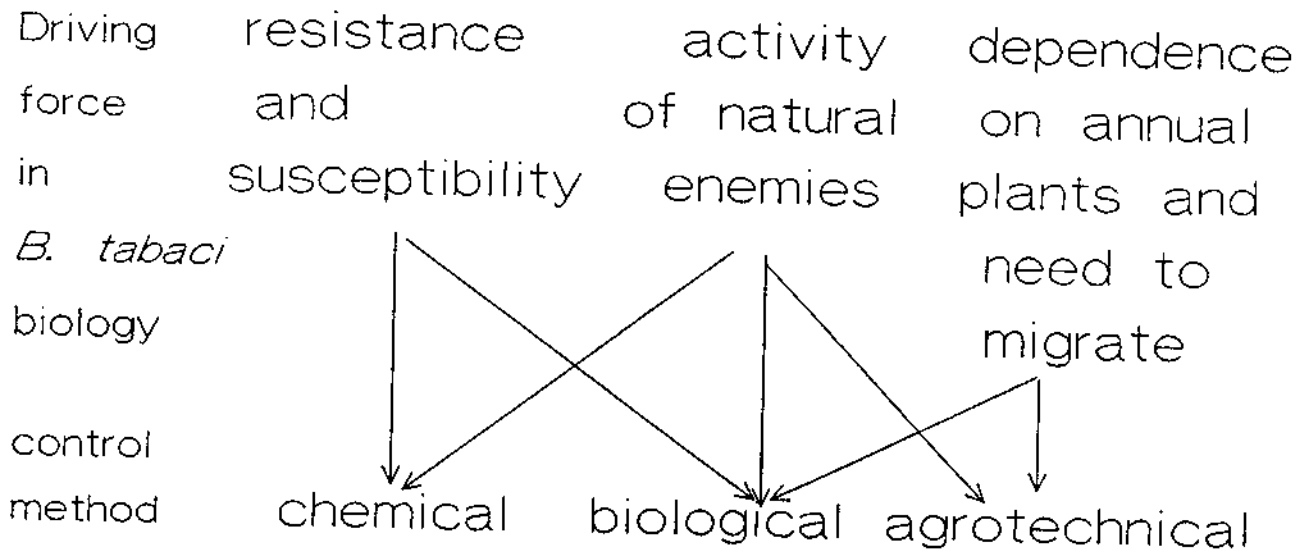 Driving
force
in
B. tabaci
biology
resistance
and
susceptibility
activity
of natural
enemies
dependence
on annual
plants and
need to
migrate
control
method
chemical
biological
agrotechnical